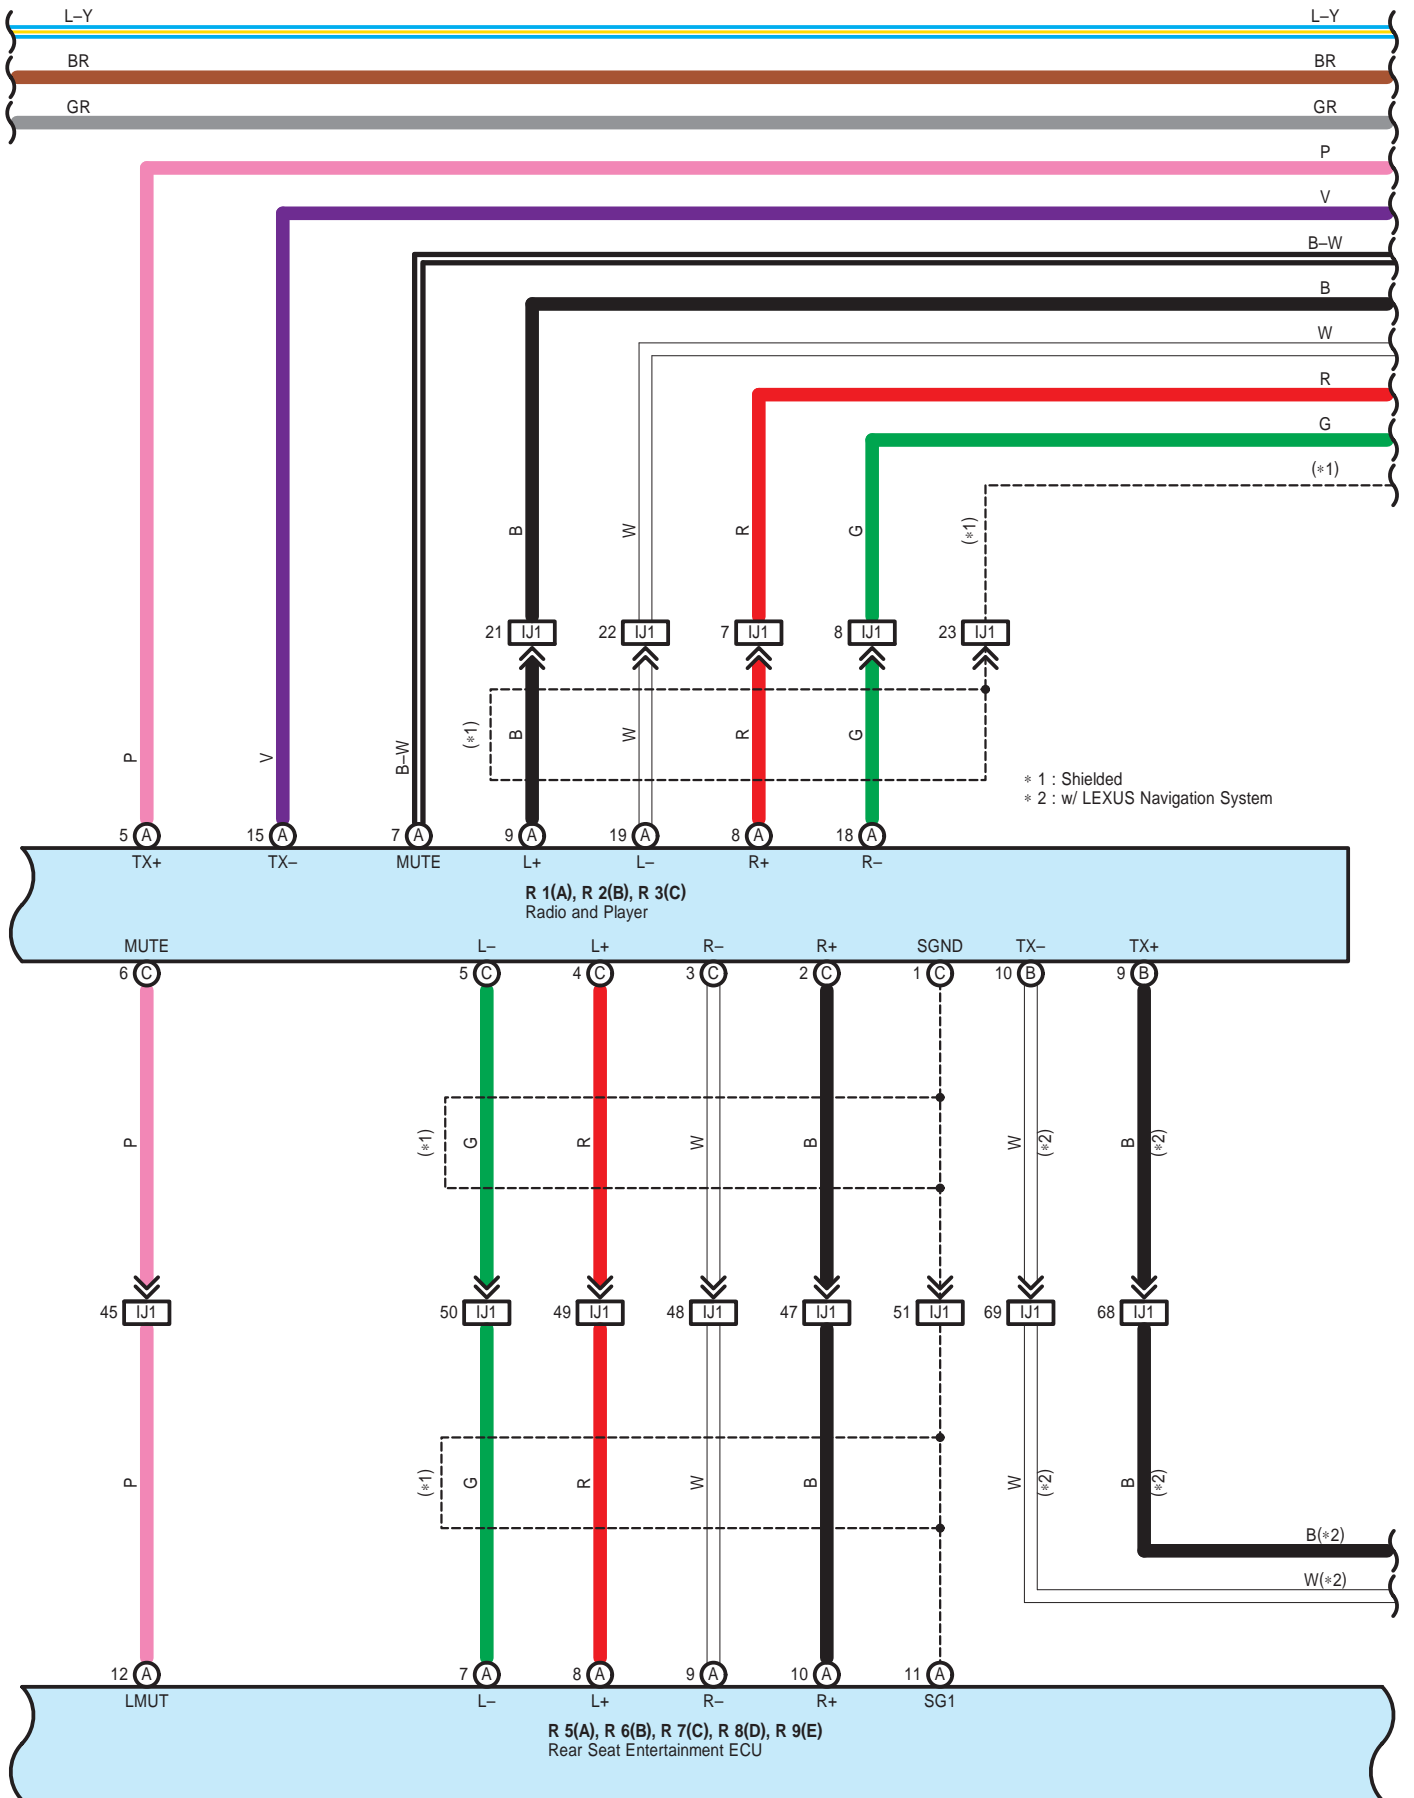 L–Y L–Y
BR BR
GR GR
P
V
B–W
B
W
R
G
(*1)
B W R G (*1)
21 IJ1 22 IJ1 7 IJ1 8 IJ1 23 IJ1
P V B–W (*1) B W R G
* 1 : Shielded
* 2 : w/ LEXUS Navigation System
5 A 15 A 7 A 9 A 19 A 8 A 18 A
TX+ TX– MUTE L+ L– R+ R–
R 1(A), R 2(B), R 3(C)
Radio and Player
MUTE L– L+ R– R+ SGND TX– TX+
6 C 5 C 4 C 3 C 2 C 1 C 10 B 9 B
P (*1) G R W B W (*2) B (*2)
45 IJ1 50 IJ1 49 IJ1 48 IJ1 47 IJ1 51 IJ1 69 IJ1 68 IJ1
P (*1) G R W B W (*2) B (*2)
B(*2)
W(*2)
12 A 7 A 8 A 9 A 10 A 11 A
LMUT L– L+ R– R+ SG1
R 5(A), R 6(B), R 7(C), R 8(D), R 9(E)
Rear Seat Entertainment ECU